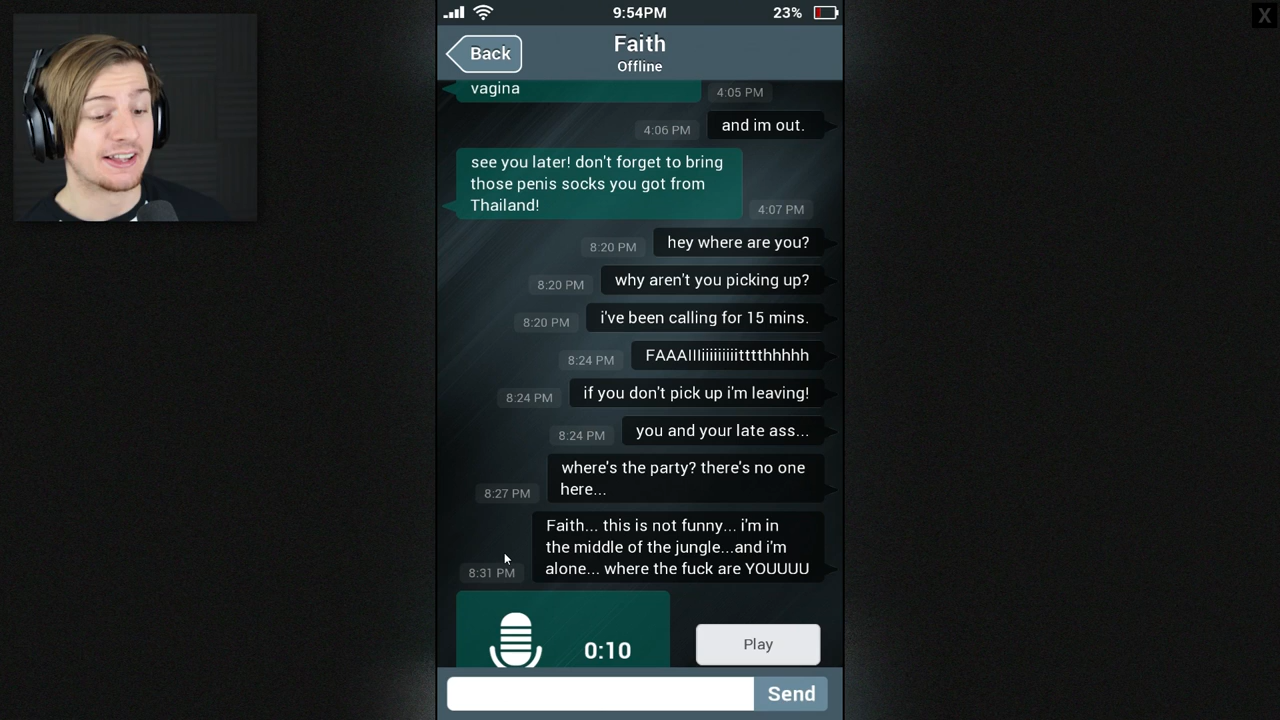 9:54PM
23%
X
Back
Faith
Offline
vagina
4:05 PM
4:06 PM
and im out.
see you later! don't forget to bring
those penis socks you got from
Thailand!
4:07 PM
8:20 PM
hey where are you?
8:20 PM
why aren't you picking up?
8:20 PM
i've been calling for 15 mins.
8:24 PM
FAAAIIIiiiiiiiiitttthhhhh
8:24 PM
if you don't pick up i'm leaving!
8:24 PM
you and your late ass...
where's the party? there's no one
here...
8:27 PM
Faith... this is not funny... i'm in
the middle of the jungle...and i'm
alone... where the fuck are YOUUUU
8:31 PM
0:10
Play
Send